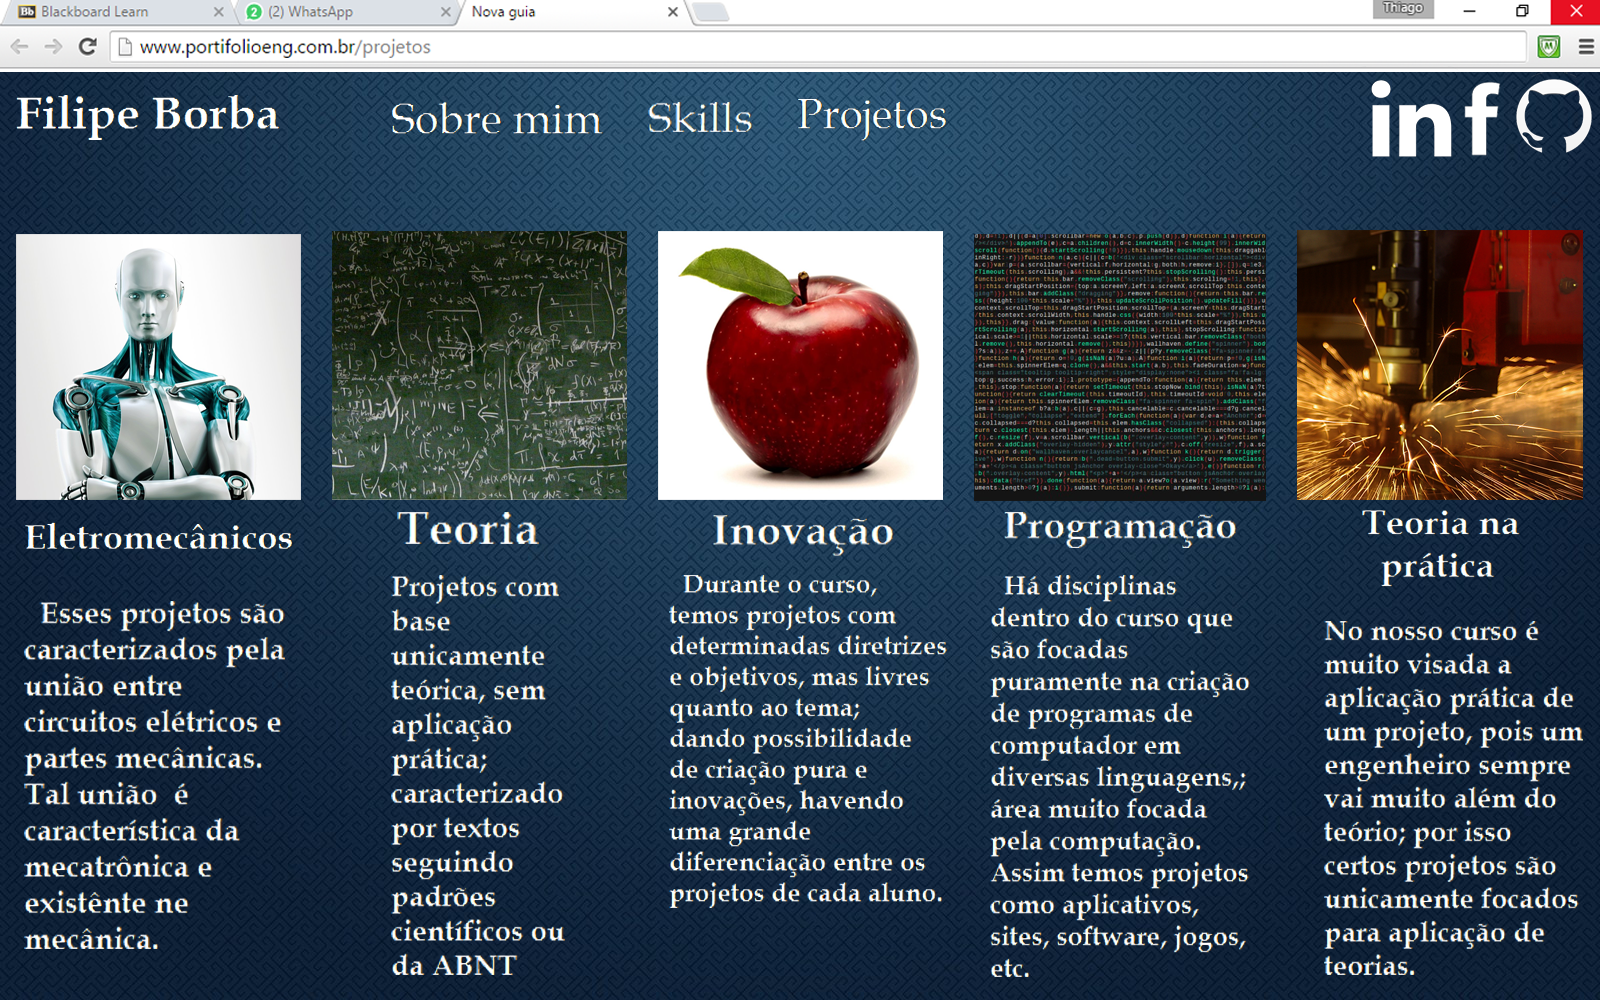 Blackboard Learn
(2) WhatsApp
Nova guia
Thiago
www.portifolioeng.com.br/projetos
Filipe Borba
Sobre mim
Skills
Projetos
in f
Eletromecânicos
Esses projetos são
caracterizados pela
união entre
circuitos elétricos e
partes mecânicas.
Tal união é
característica da
mecatrônica e
existênte ne
mecânica.
Teoria
Projetos com
base
unicamente
teórica, sem
aplicação
prática;
caracterizado
por textos
seguindo
padrões
científicos ou
da ABNT
Inovação
Durante o curso,
temos projetos com
determinadas diretrizes
e objetivos, mas livres
quanto ao tema;
dando possibilidade
de criação pura e
inovações, havendo
uma grande
diferenciação entre os
projetos de cada aluno.
Programação
Há disciplinas
dentro do curso que
são focadas
puramente na criação
de programas de
computador em
diversas linguagens,;
área muito focada
pela computação.
Assim temos projetos
como aplicativos,
sites, software, jogos,
etc.
Teoria na
prática
No nosso curso é
muito visada a
aplicação prática de
um projeto, pois um
engenheiro sempre
vai muito além do
teório; por isso
certos projetos são
unicamente focados
para aplicação de
teorias.